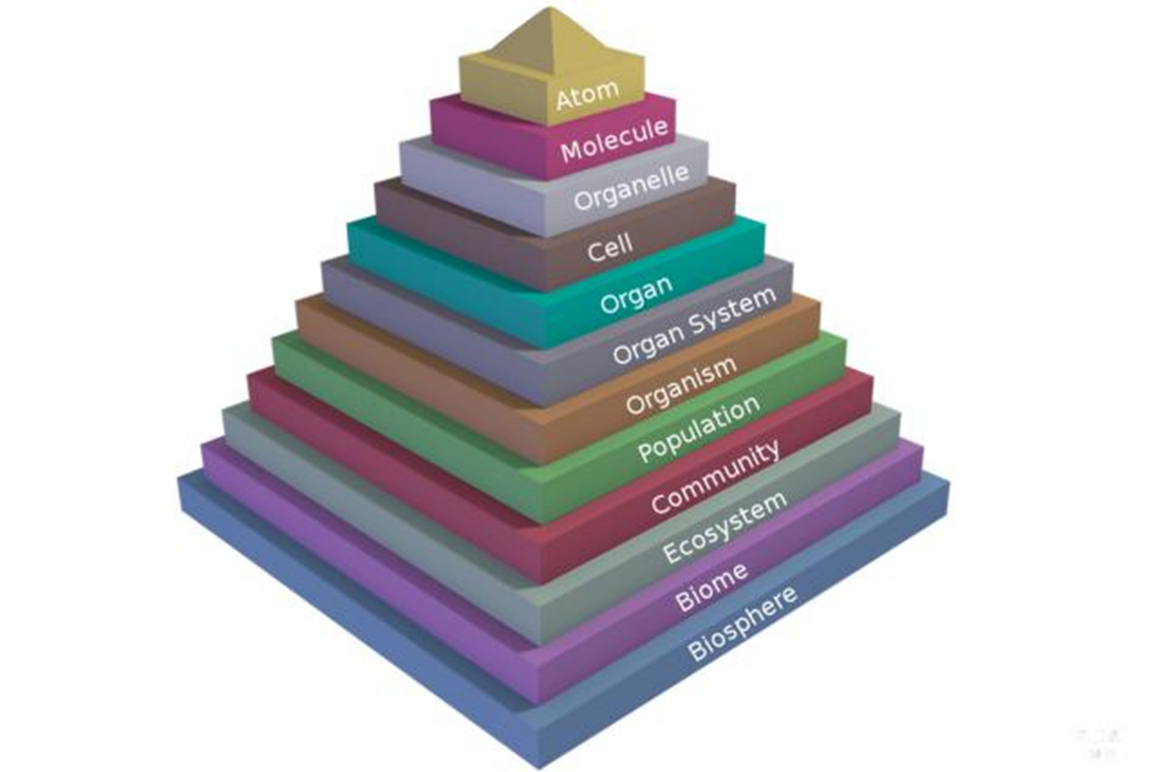 Atom
Molecule
Organelle
Cell
Organ
Organ System
Organism
Population
Community
Ecosystem
Biome
Biosphere